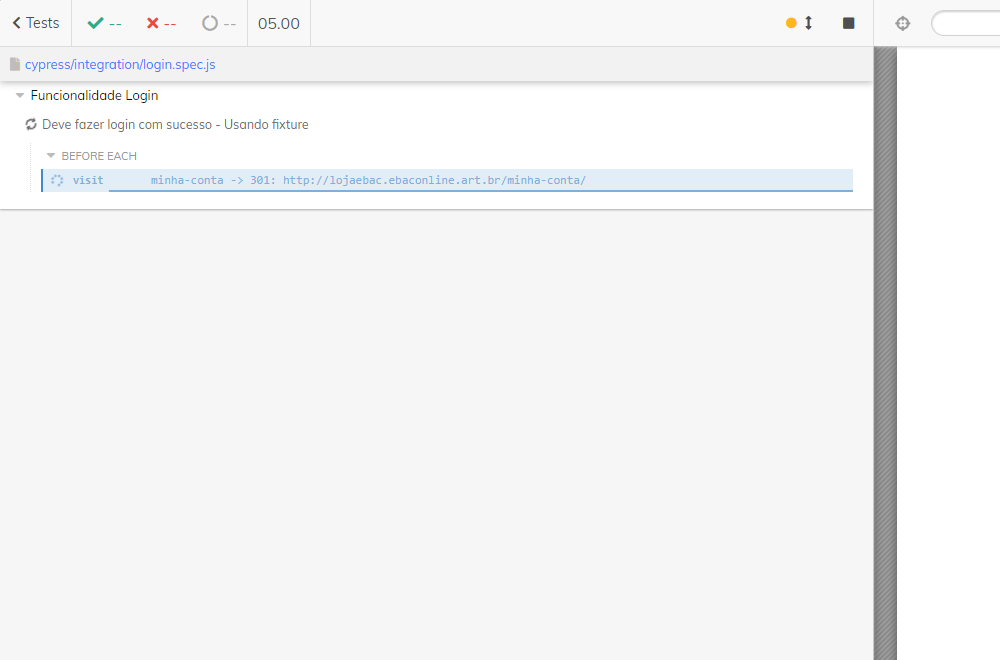 Tests -- -- -- 05.00
cypress/integration/login.spec.js
Funcionalidade Login
Deve fazer login com sucesso - Usando fixture
BEFORE EACH
visit minha-conta -> 301: http://lojaebac.ebaconline.art.br/minha-conta/